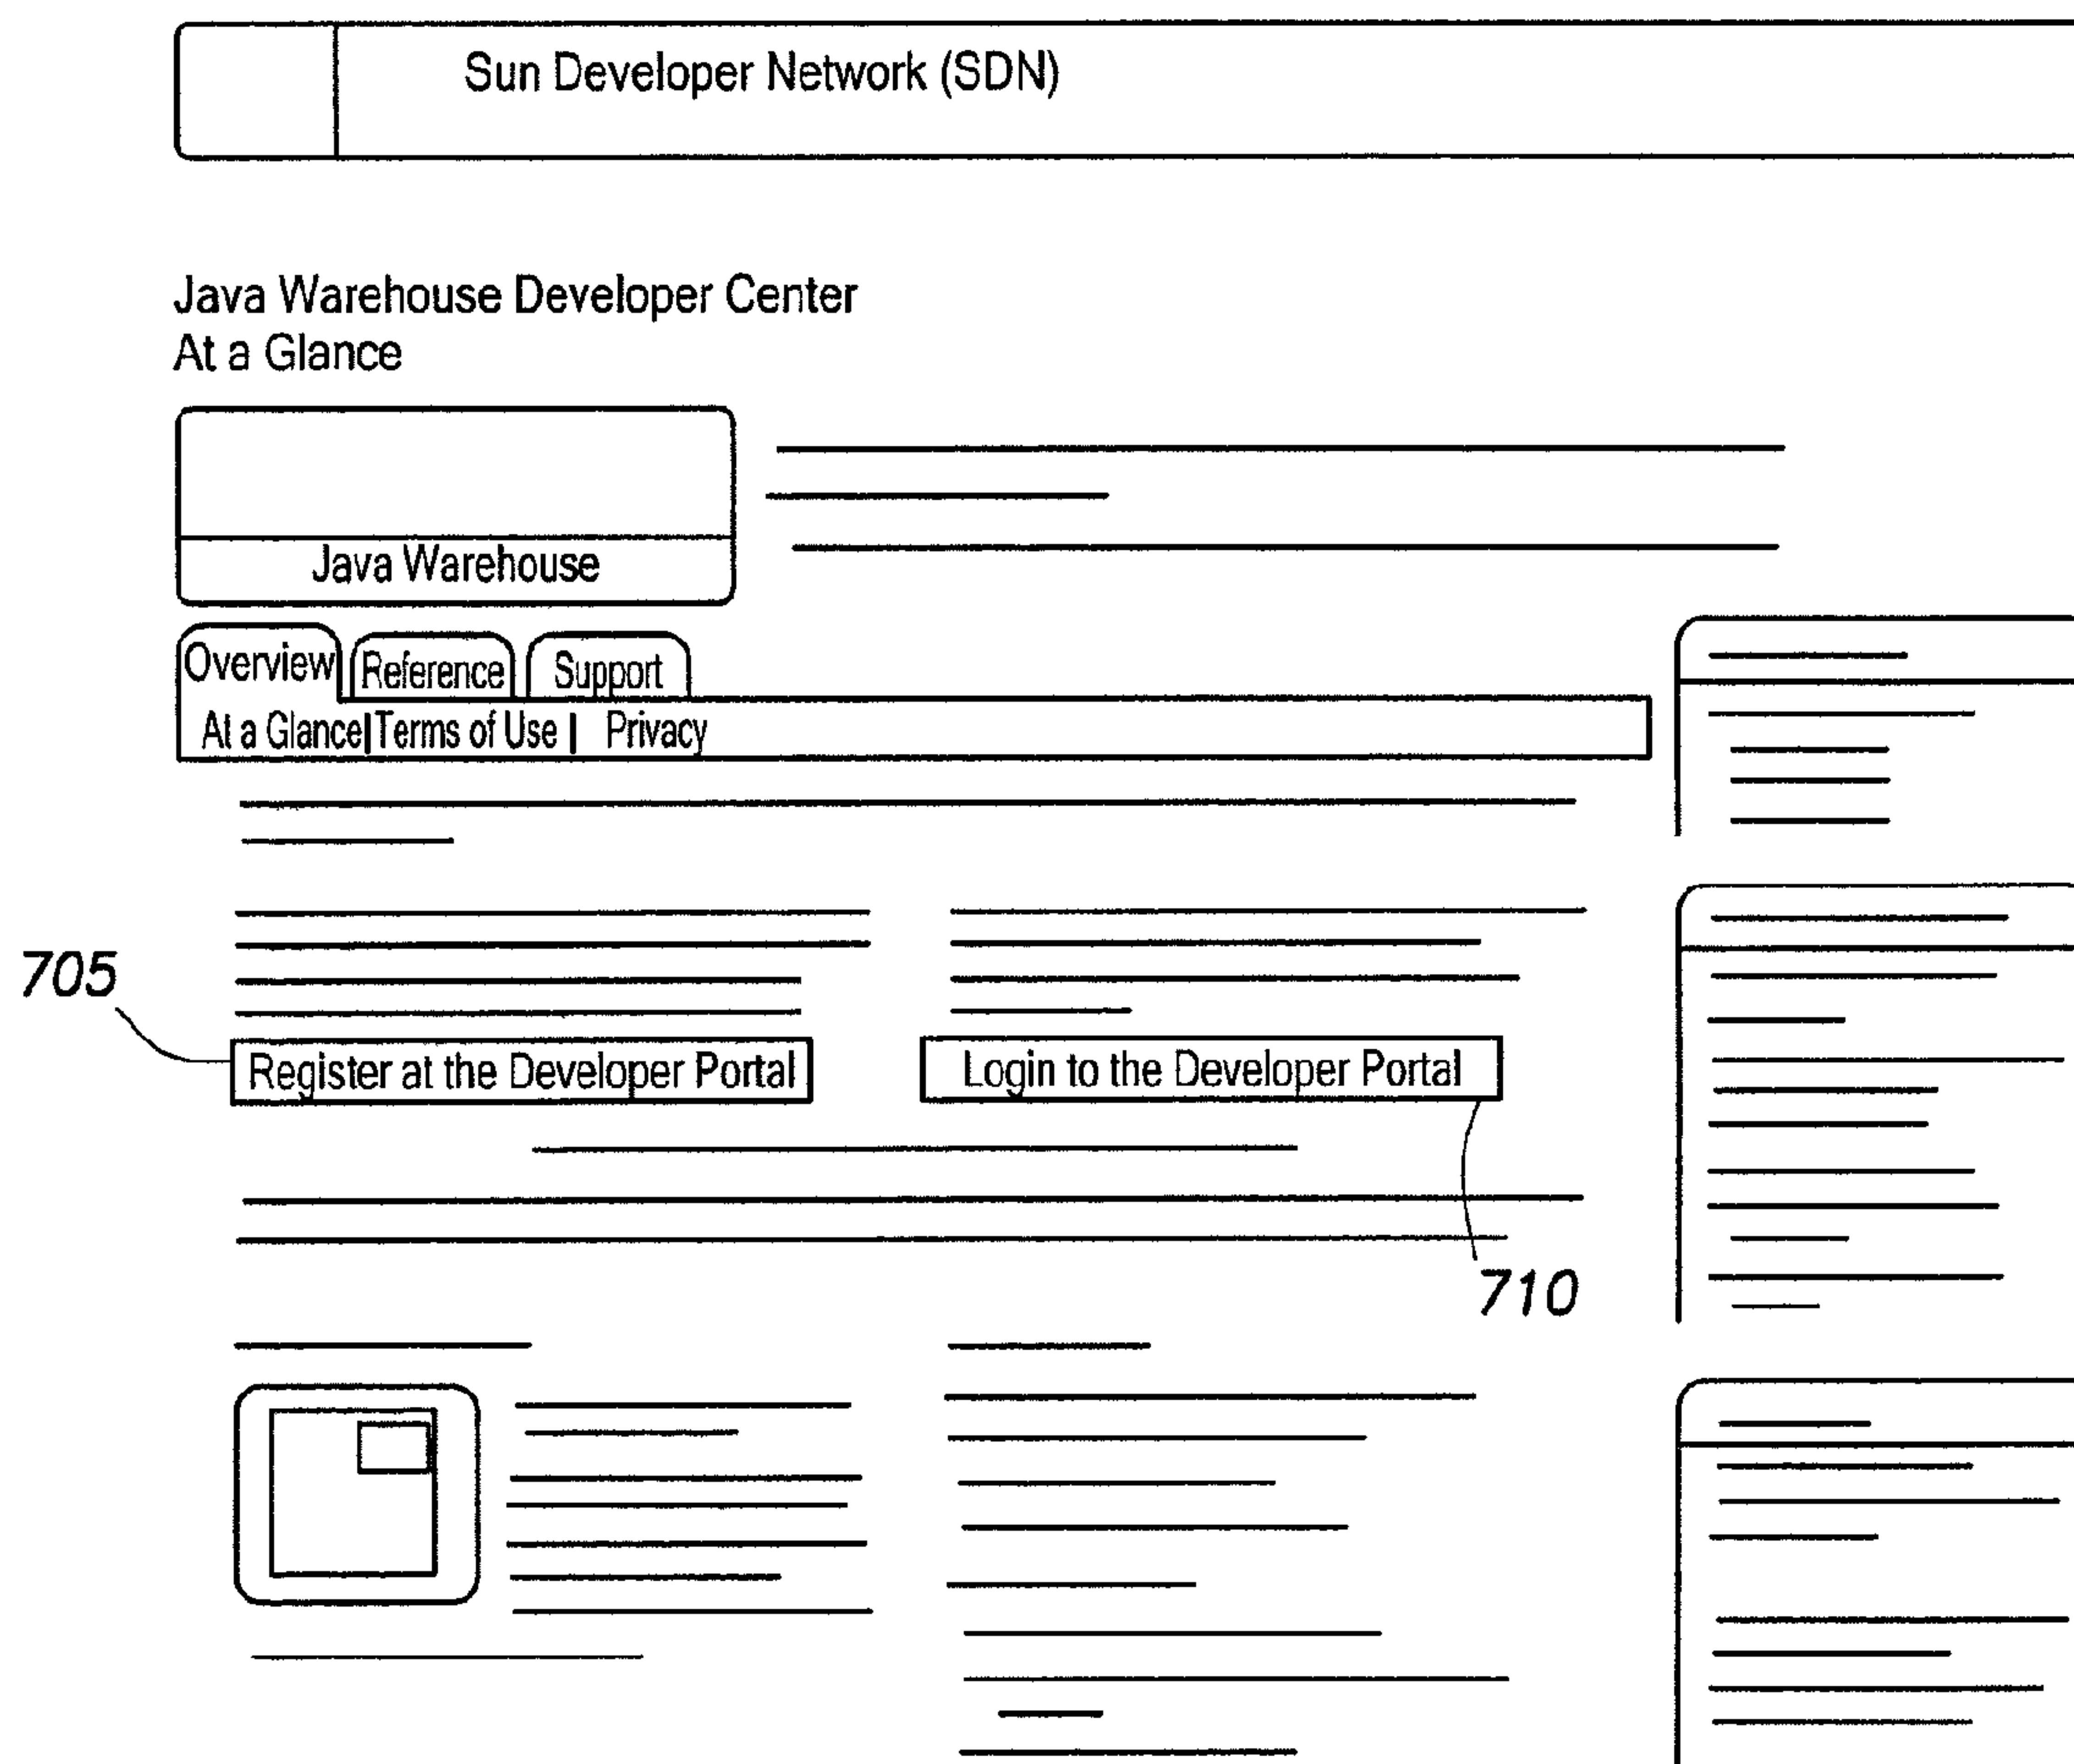 Sun Developer Network (SDN)
Java Warehouse Developer Center
At a Glance
Java Warehouse
Overview Reference Support
At a Glance|Terms of Use | Privacy
705
Register at the Developer Portal Login to the Developer Portal
710